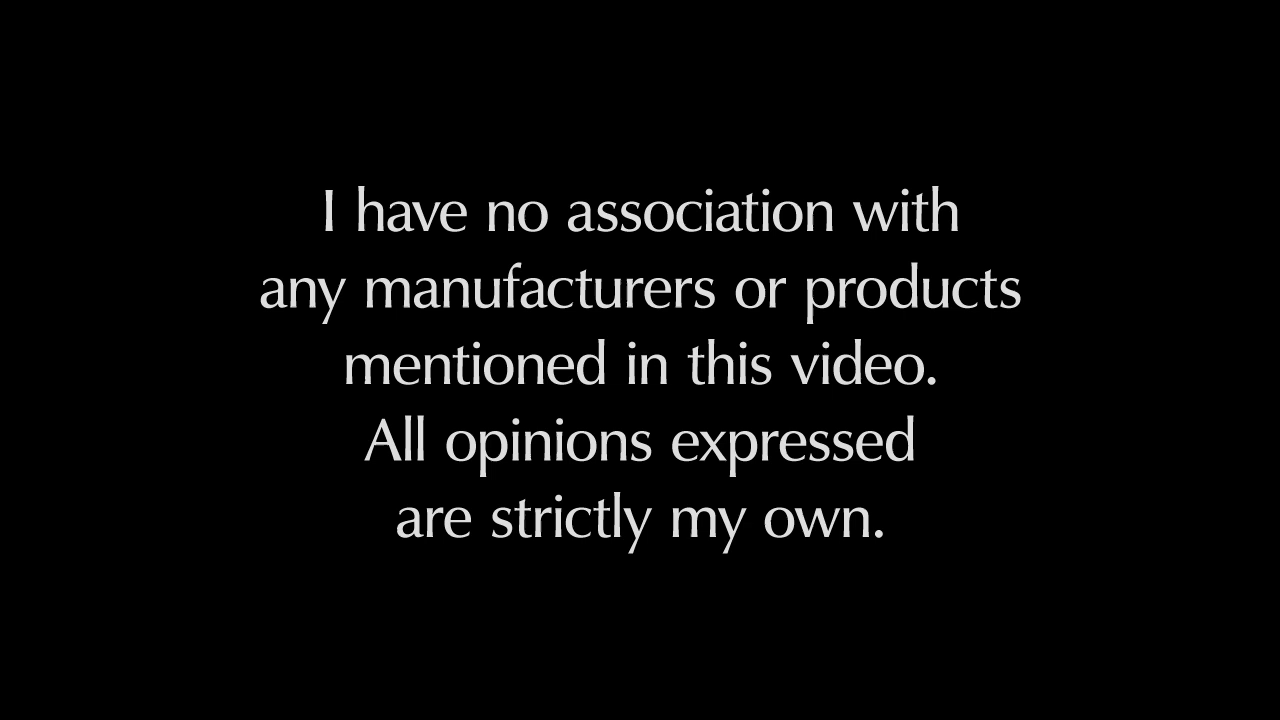 I have no association with
any manufacturers or products
mentioned in this video.
All opinions expressed
are strictly my own.